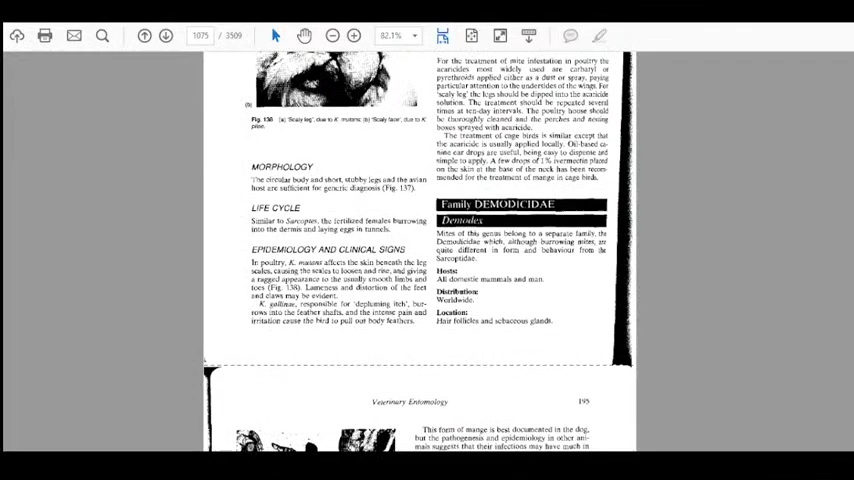 1075 / 3509
82.1%
(b)
Fig. 138 (a) 'Scaly leg', due to K. mutans; (b) 'Scaly face', due to K.
pilae.
MORPHOLOGY
The circular body and short, stubby legs and the avian
host are sufficient for generic diagnosis (Fig. 137).
LIFE CYCLE
Similar to Sarcoptes, the fertilized females burrowing
into the dermis and laying eggs in tunnels.
EPIDEMIOLOGY AND CLINICAL SIGNS
In poultry, K. mutans affects the skin beneath the leg
scales, causing the scales to loosen and rise, and giving
a ragged appearance to the usually smooth limbs and
toes (Fig. 138). Lameness and distortion of the feet
and claws may be evident.
K. gallinae, responsible for 'depluming itch', bur-
rows into the feather shafts, and the intense pain and
irritation cause the bird to pull out body feathers.
For the treatment of mite infestation in poultry the
acaricides most widely used are carbaryl or
pyrethroids applied either as a dust or spray, paying
particular attention to the undersides of the wings. For
'scaly leg' the legs should be dipped into the acaricide
solution. The treatment should be repeated several
times at ten-day intervals. The poultry house should
be thoroughly cleaned and the perches and nesting
boxes sprayed with acaricide.
The treatment of cage birds is similar except that
the acaricide is usually applied locally. Oil-based ca-
nine ear drops are useful, being easy to dispense and
simple to apply. A few drops of 1% ivermectin placed
on the skin at the base of the neck has been recom-
mended for the treatment of mange in cage birds.
Family DEMODICIDAE
Demodex
Mites of this genus belong to a separate family, the
Demodicidae which, although burrowing mites, are
quite different in form and behaviour from the
Sarcoptidae.
Hosts:
All domestic mammals and man.
Distribution:
Worldwide.
Location:
Hair follicles and sebaceous glands.
Veterinary Entomology
195
This form of mange is best documented in the dog,
but the pathogenesis and epidemiology in other ani-
mals suggests that their infections may have much in